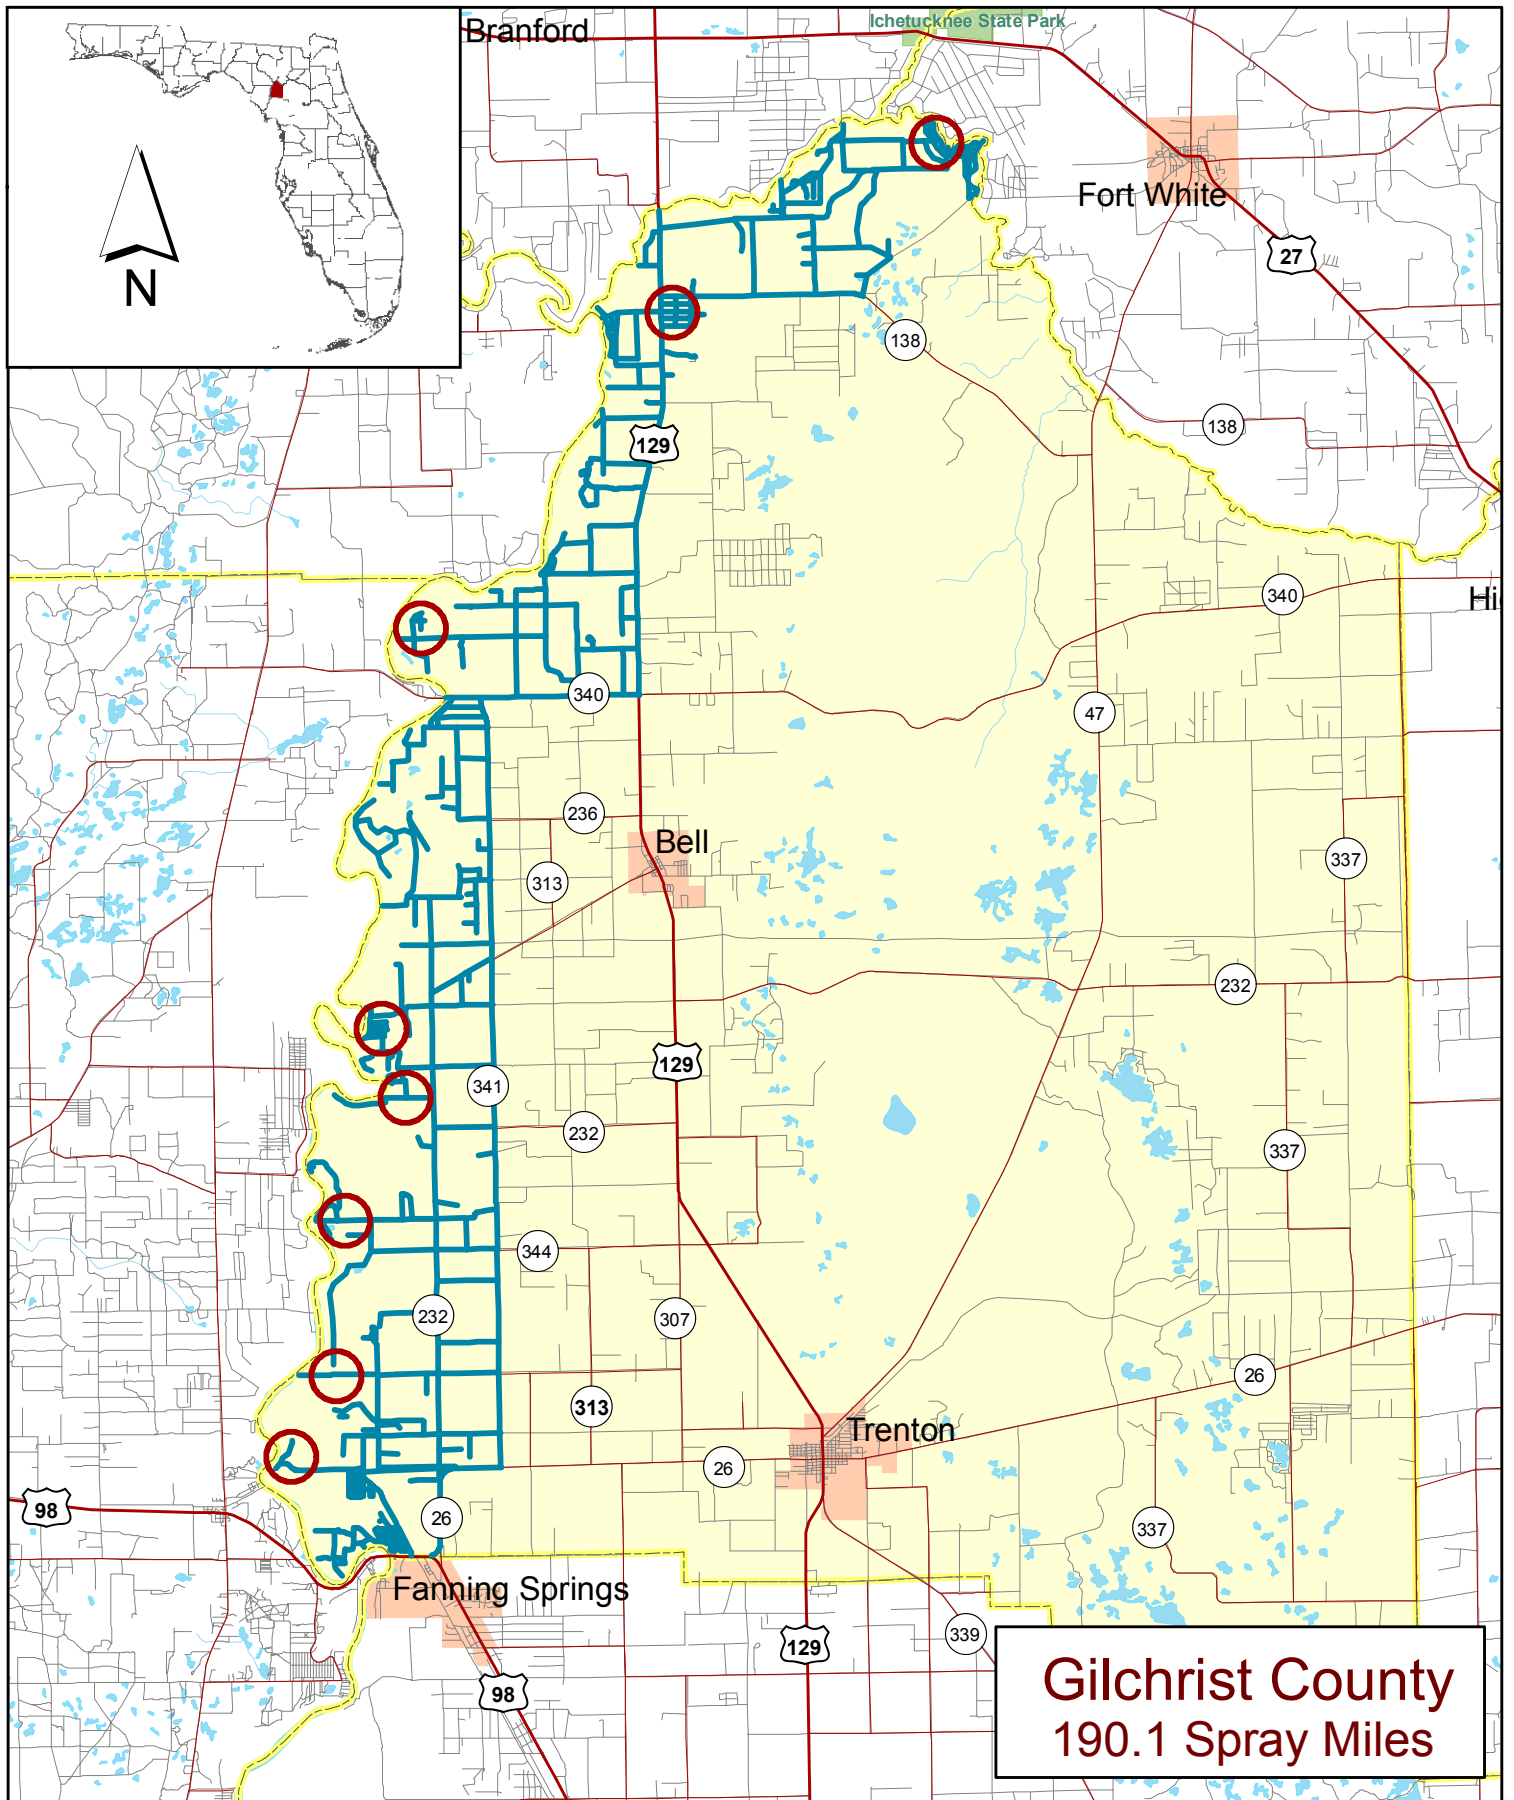 Branford
Ichetucknee State Park
N
Fort White
27
138
138
129
340
Hi
340
47
236
Bell
313
337
232
129
341
232
337
344
232
307
26
313
Trenton
26
98
26
337
Fanning Springs
129
339
98
Gilchrist County
190.1 Spray Miles